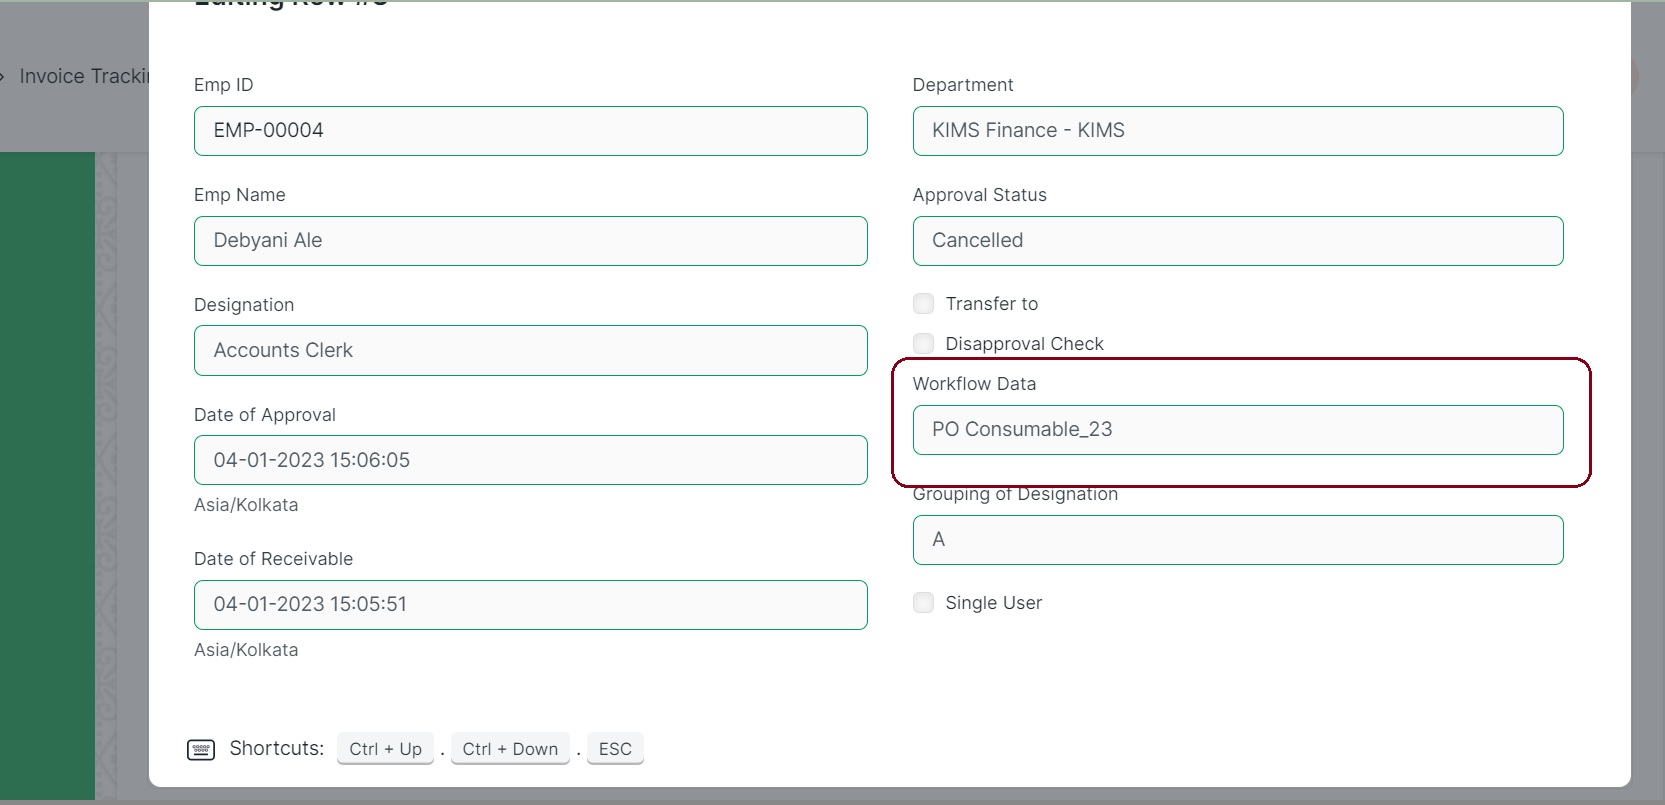 Editing Row #
Invoice Tracki
Emp ID
EMP-00004
Emp Name
Debyani Ale
Designation
Accounts Clerk
Date of Approval
04-01-2023 15:06:05
Asia/Kolkata
Date of Receivable
04-01-2023 15:05:51
Asia/Kolkata
Department
KIMS Finance - KIMS
Approval Status
Cancelled
Transfer to
Disapproval Check
Workflow Data
PO Consumable_23
Grouping of Designation
A
Single User
Shortcuts: Ctrl + Up . Ctrl + Down . ESC